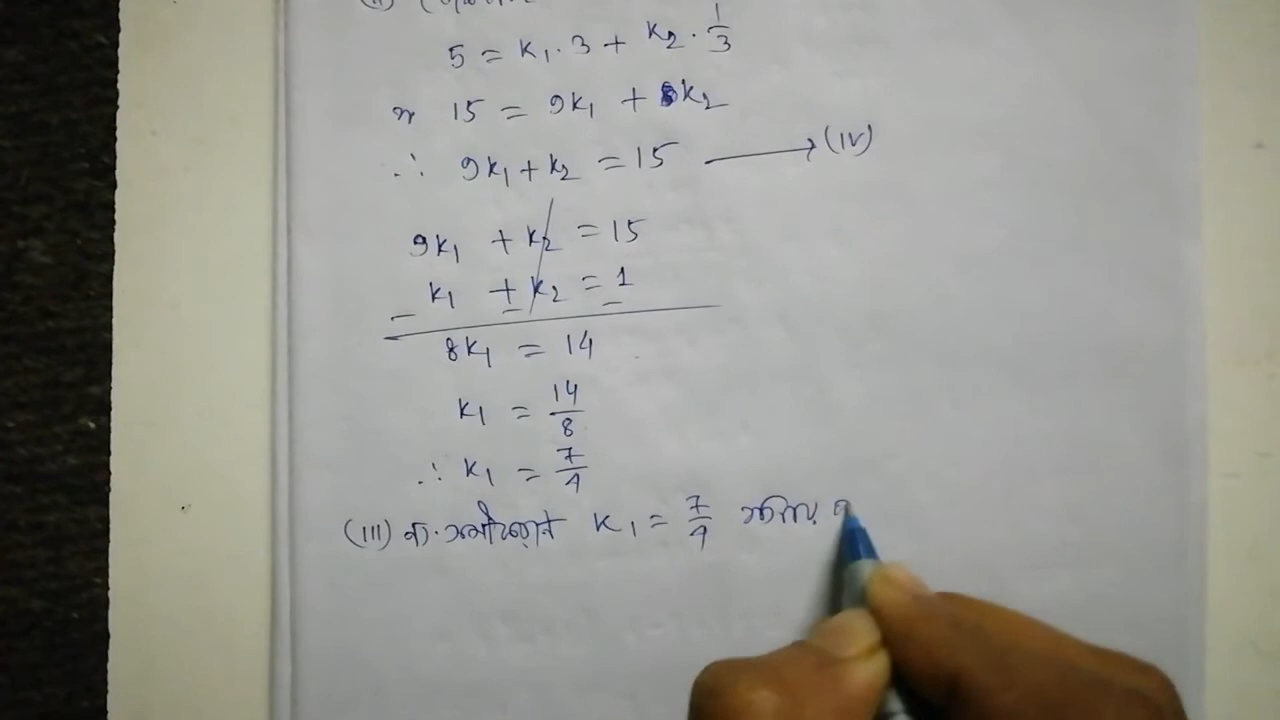 (ii)
5 = k₁·3 + k₂·1/3
বা 15 = 9k₁ + k₂
∴ 9k₁ + k₂ = 15 ⟶ (IV)
9k₁ + k₂ = 15
k₁ + k₂ = 1
− − −
8k₁ = 14
k₁ = 14/8
∴ k₁ = 7/4
(III) নং সমীকরণে k₁ = 7/4